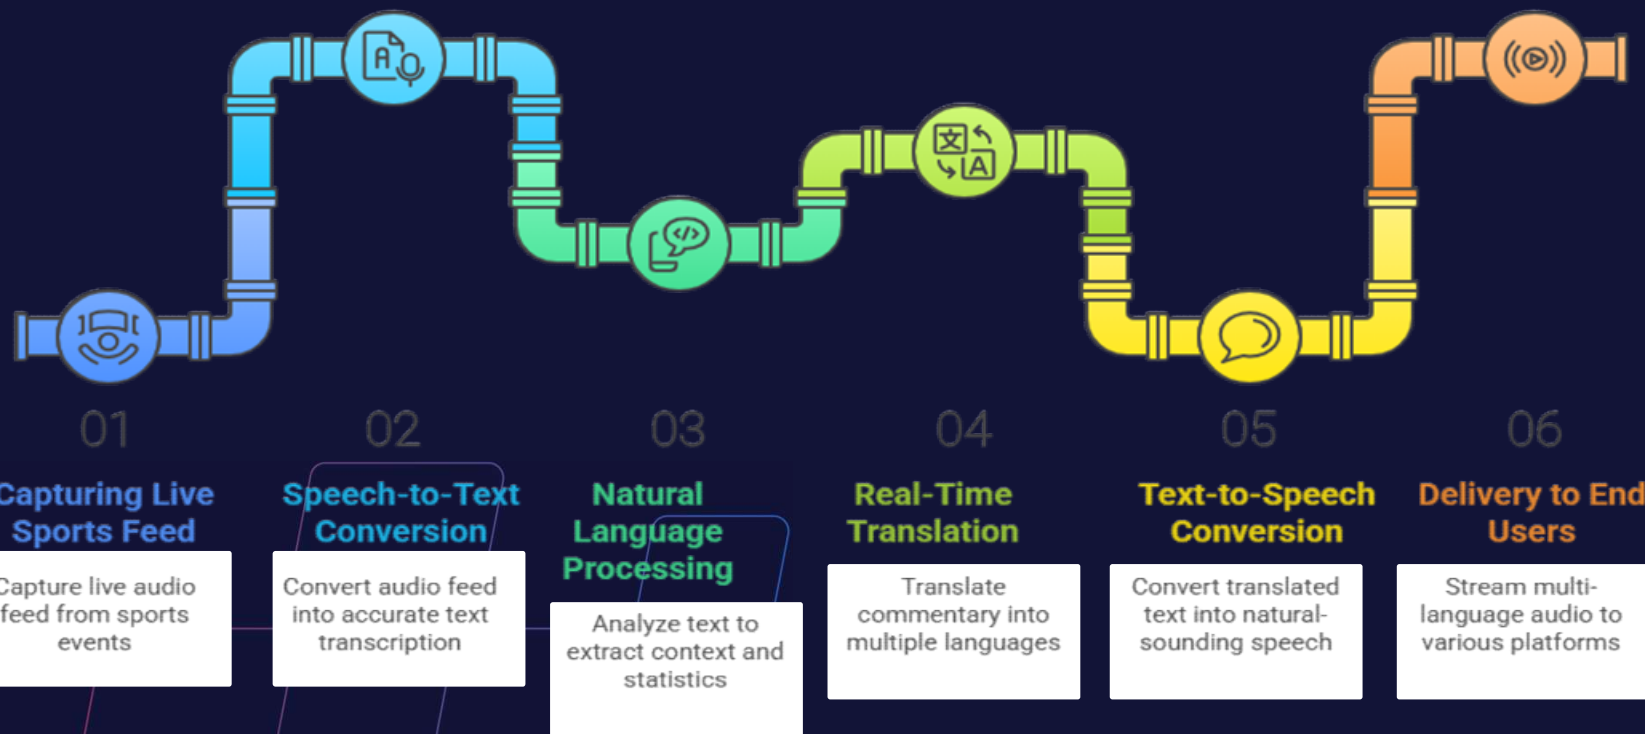 A
文
A
</>
01
02
03
04
05
06
Capturing Live
Sports Feed
Capture live audio
feed from sports
events
Speech-to-Text
Conversion
Convert audio feed
into accurate text
transcription
Natural
Language
Processing
Analyze text to
extract context and
statistics
Real-Time
Translation
Translate
commentary into
multiple languages
Text-to-Speech
Conversion
Convert translated
text into natural-
sounding speech
Delivery to End
Users
Stream multi-
language audio to
various platforms